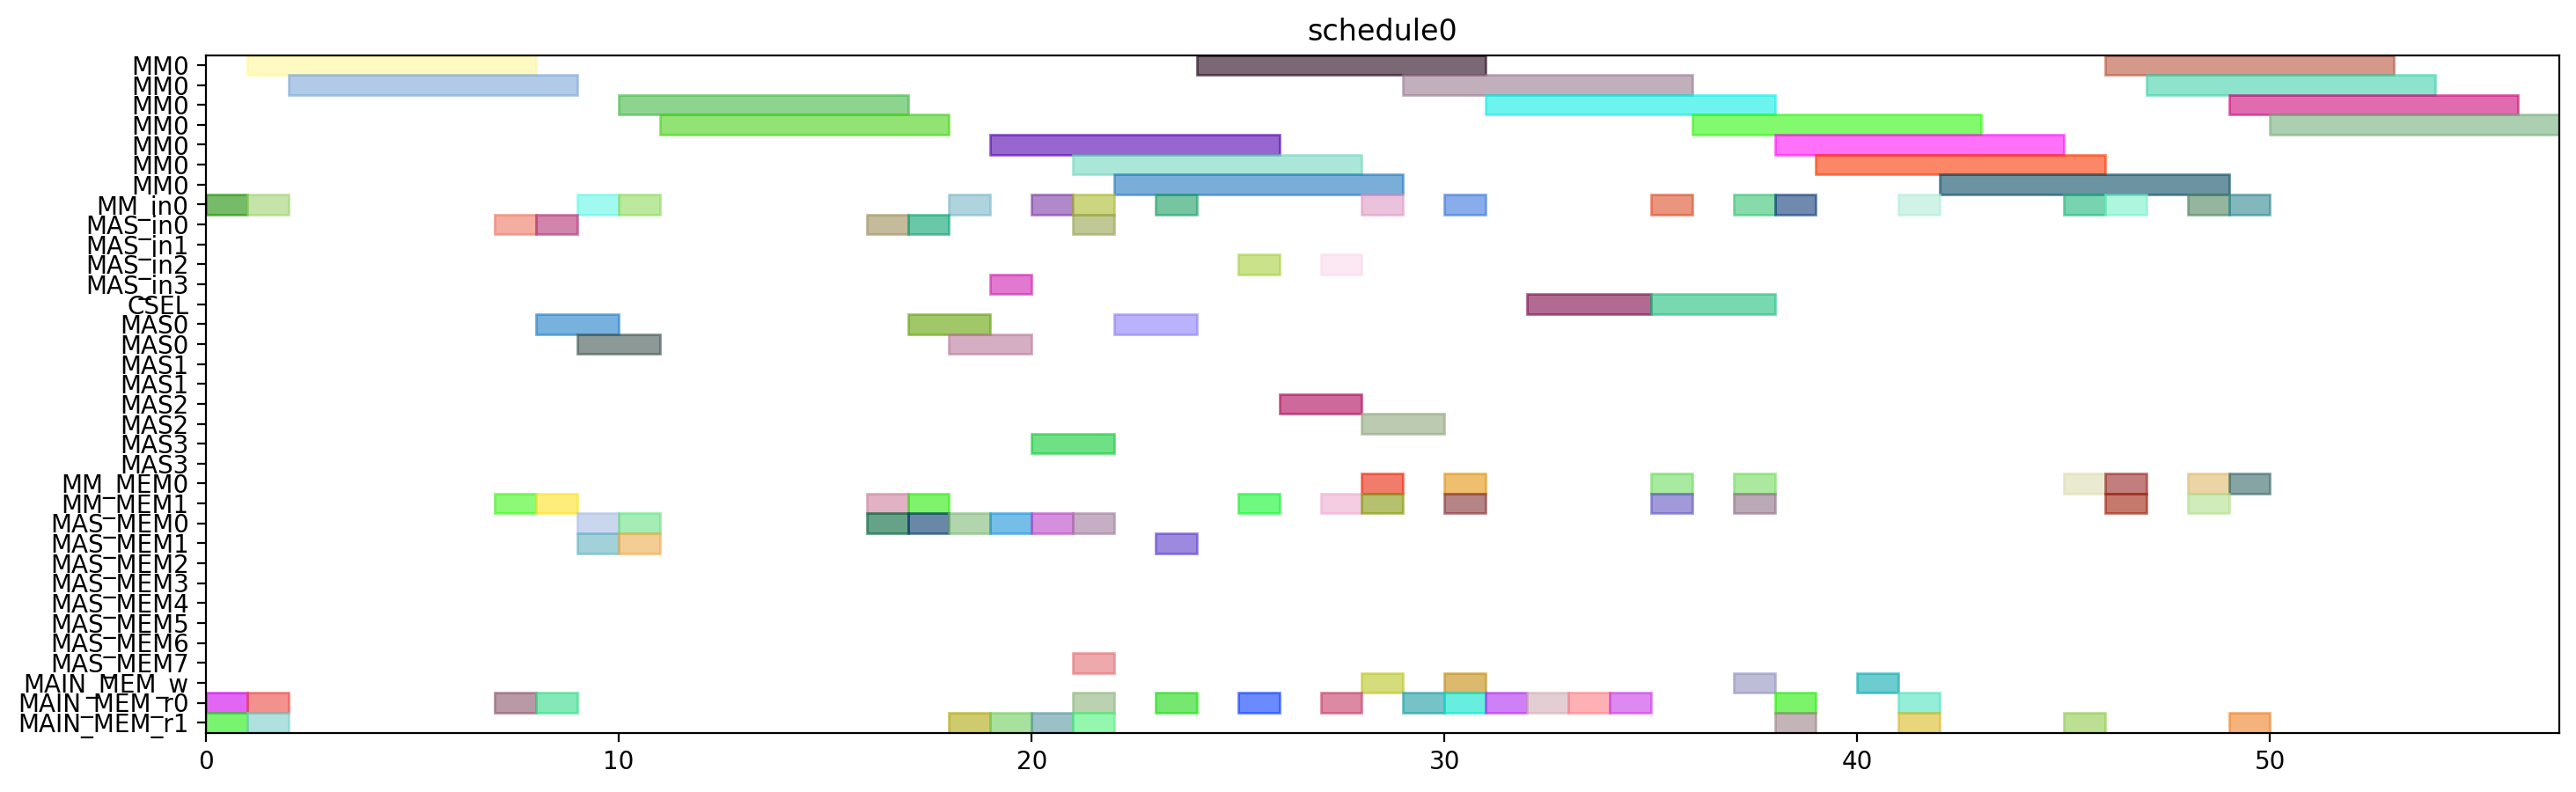 schedule0
MM0
MM0
MM0
MM0
MM0
MM0
MM0
MM_in0
MAS_in0
MAS_in1
MAS_in2
MAS_in3
CSEL
MAS0
MAS0
MAS1
MAS1
MAS2
MAS2
MAS3
MAS3
MM_MEM0
MM_MEM1
MAS_MEM0
MAS_MEM1
MAS_MEM2
MAS_MEM3
MAS_MEM4
MAS_MEM5
MAS_MEM6
MAS_MEM7
MAIN_MEM_w
MAIN_MEM_r0
MAIN_MEM_r1
0 10 20 30 40 50